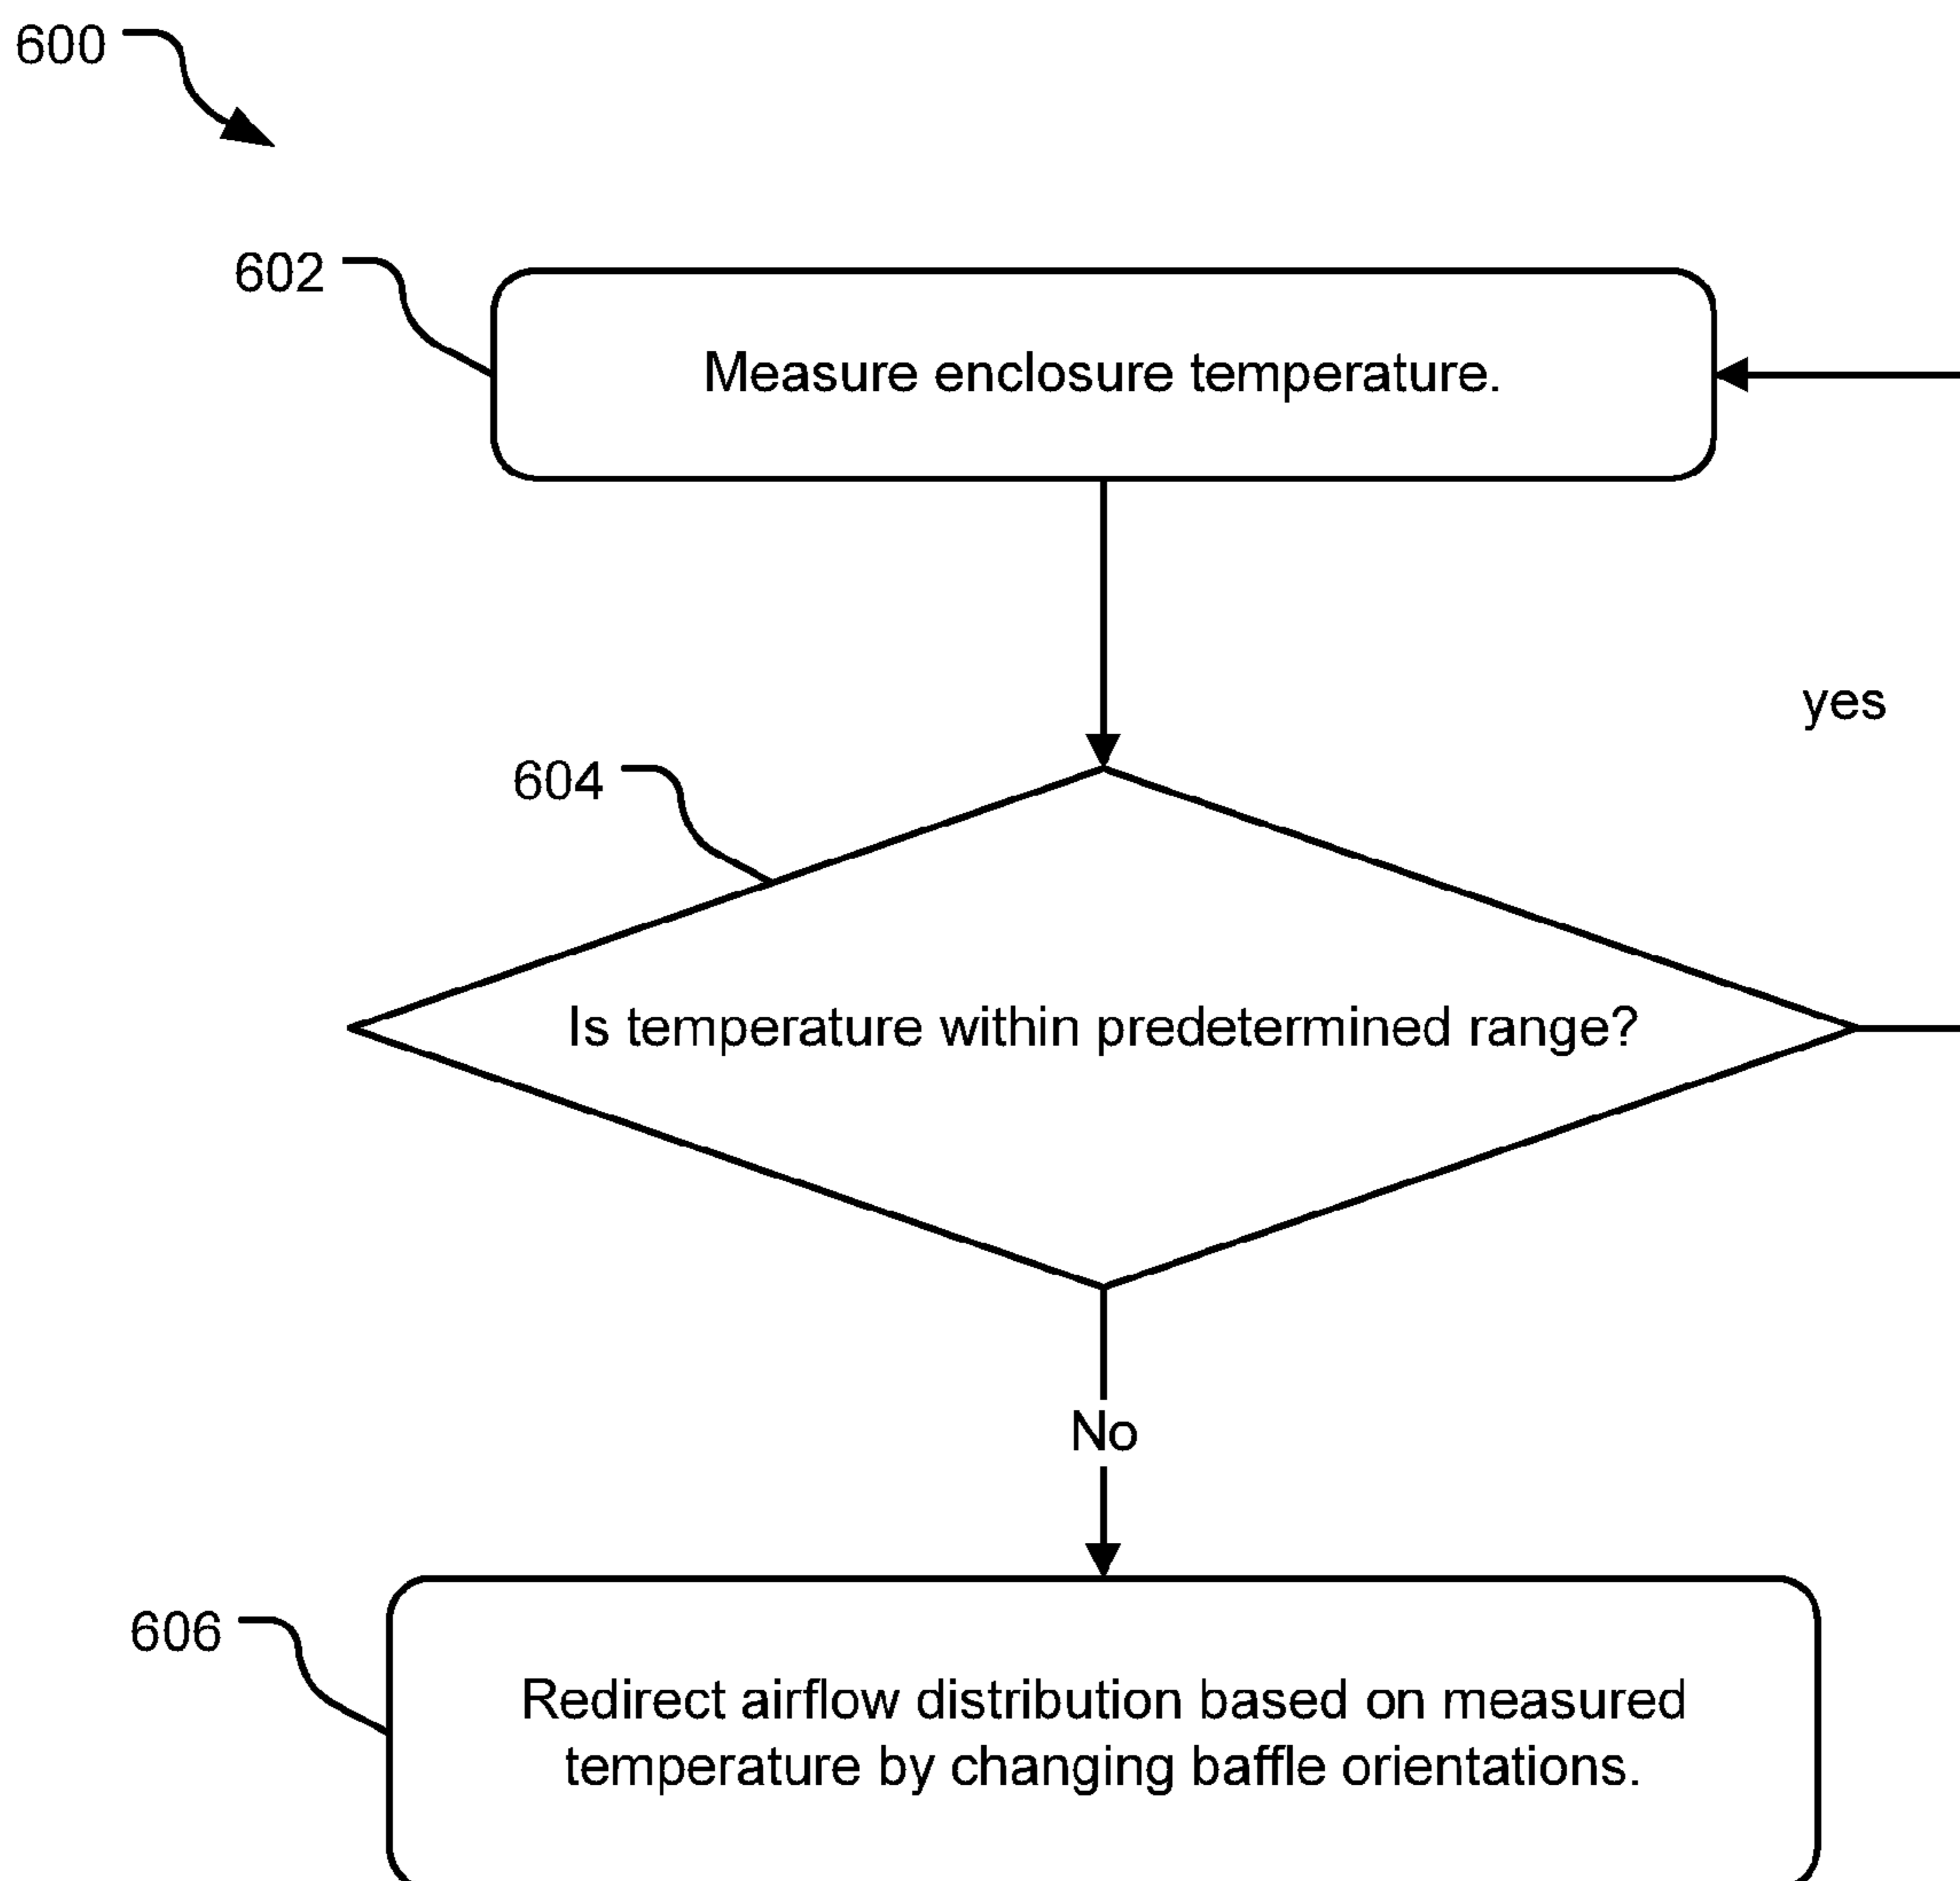 600
602
Measure enclosure temperature.
yes
604
Is temperature within predetermined range?
No
606
Redirect airflow distribution based on measured
temperature by changing baffle orientations.